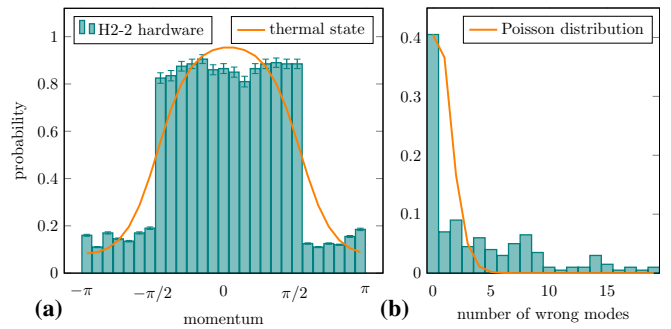 (a)
H2-2 hardware
thermal state
probability
1
0.8
0.6
0.4
0.2
0
−π
−π/2
0
π/2
π
momentum
(b)
Poisson distribution
0.4
0.3
0.2
0.1
0
0
5
10
15
number of wrong modes